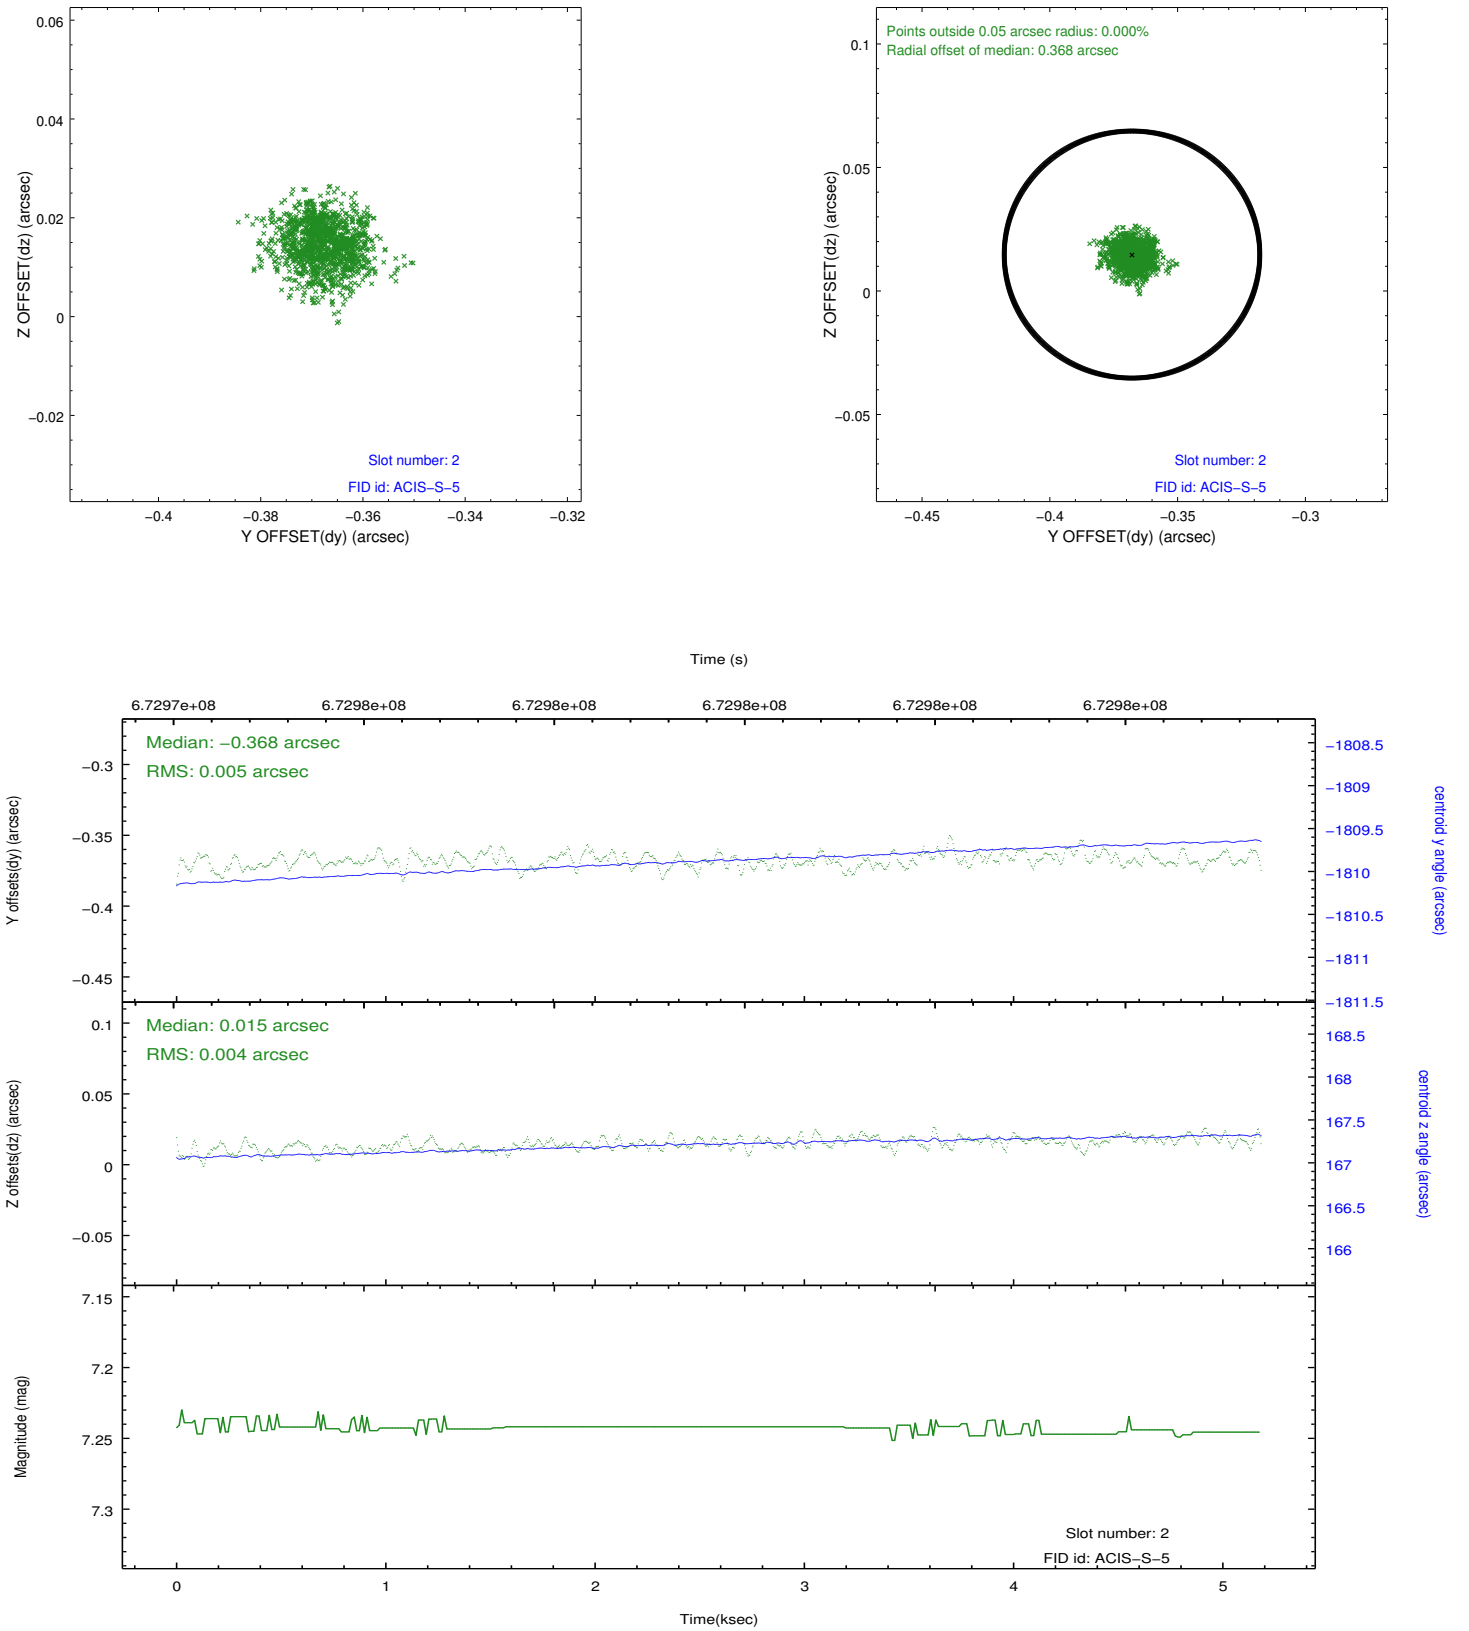 0.06
0.04
0.02
0
−0.02
Z OFFSET(dz) (arcsec)
Slot number: 2
FID id: ACIS−S−5
−0.4 −0.38 −0.36 −0.34 −0.32
Y OFFSET(dy) (arcsec)
Points outside 0.05 arcsec radius: 0.000%
Radial offset of median: 0.368 arcsec
0.1
0.05
0
−0.05
Z OFFSET(dz) (arcsec)
Slot number: 2
FID id: ACIS−S−5
−0.45 −0.4 −0.35 −0.3
Y OFFSET(dy) (arcsec)
Time (s)
6.7297e+08 6.7298e+08 6.7298e+08 6.7298e+08 6.7298e+08 6.7298e+08
Median: −0.368 arcsec
RMS: 0.005 arcsec
−0.3
−0.35
−0.4
−0.45
Y offsets(dy) (arcsec)
−1808.5
−1809
−1809.5
−1810
−1810.5
−1811
−1811.5
centroid y angle (arcsec)
Median: 0.015 arcsec
RMS: 0.004 arcsec
0.1
0.05
0
−0.05
Z offsets(dz) (arcsec)
168.5
168
167.5
167
166.5
166
centroid z angle (arcsec)
7.15
7.2
7.25
7.3
Magnitude (mag)
Slot number: 2
FID id: ACIS−S−5
0 1 2 3 4 5
Time(ksec)